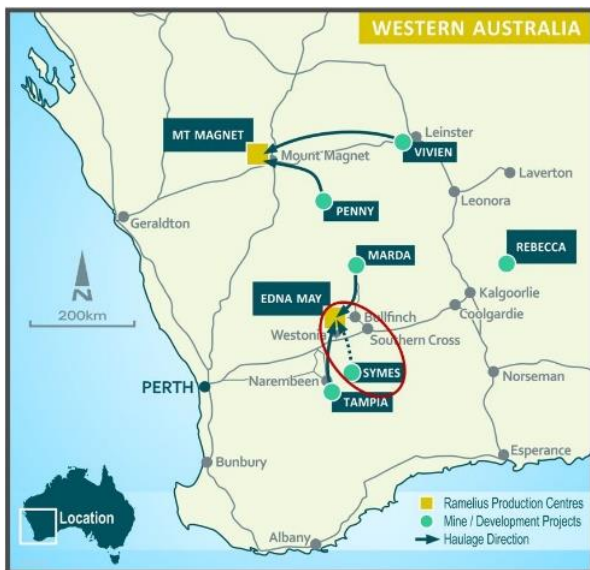 WESTERN AUSTRALIA
MT MAGNET
Leinster
Mount Magnet
VIVIEN
Laverton
Leonora
PENNY
Geraldton
MARDA
REBECCA
N
200km
EDNA MAY
Kalgoorlie
Bullfinch
Coolgardie
Westonia
Southern Cross
SYMES
PERTH
Narembeen
Norseman
TAMPIA
Bunbury
Esperance
Location
Albany
Ramelius Production Centres
Mine / Development Projects
Haulage Direction